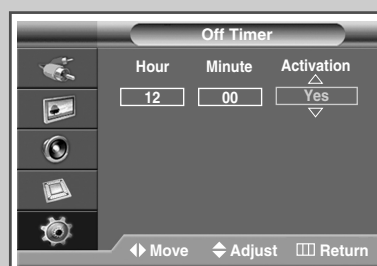 Off Timer
Hour Minute Activation
12 00 Yes
Move Adjust Return